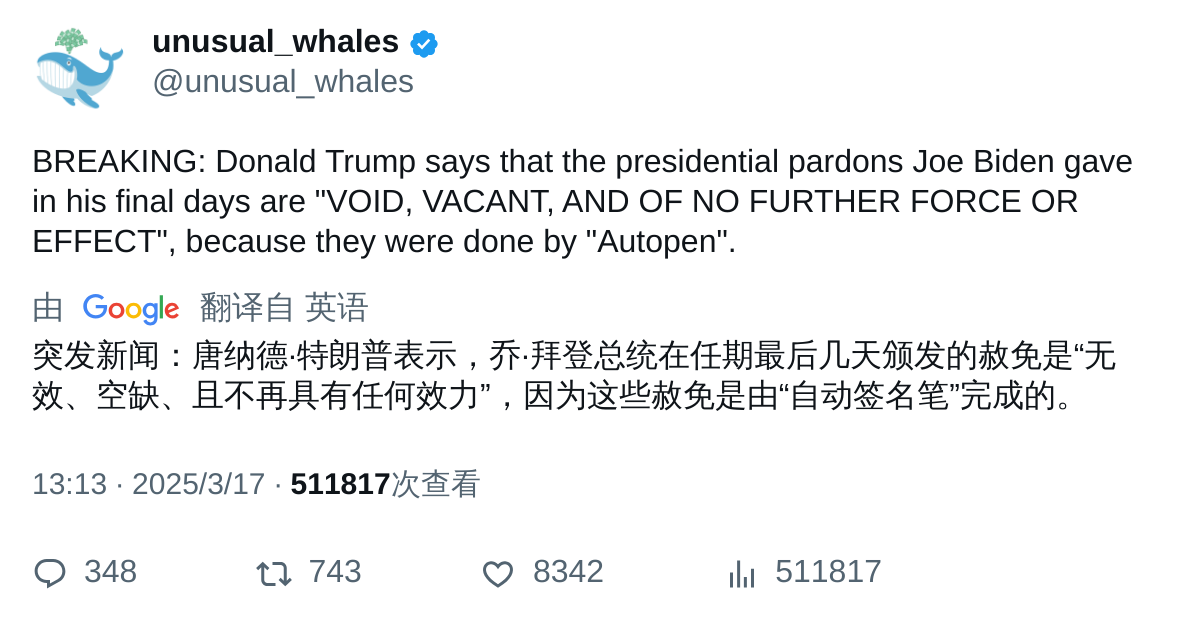 unusual_whales
@unusual_whales
BREAKING: Donald Trump says that the presidential pardons Joe Biden gave
in his final days are "VOID, VACANT, AND OF NO FURTHER FORCE OR
EFFECT", because they were done by "Autopen".
由 Google 翻译自 英语
突发新闻：唐纳德·特朗普表示，乔·拜登总统在任期最后几天颁发的赦免是“无
效、空缺、且不再具有任何效力”，因为这些赦免是由“自动签名笔”完成的。
13:13 · 2025/3/17 · 511817次查看
348 743 8342 511817